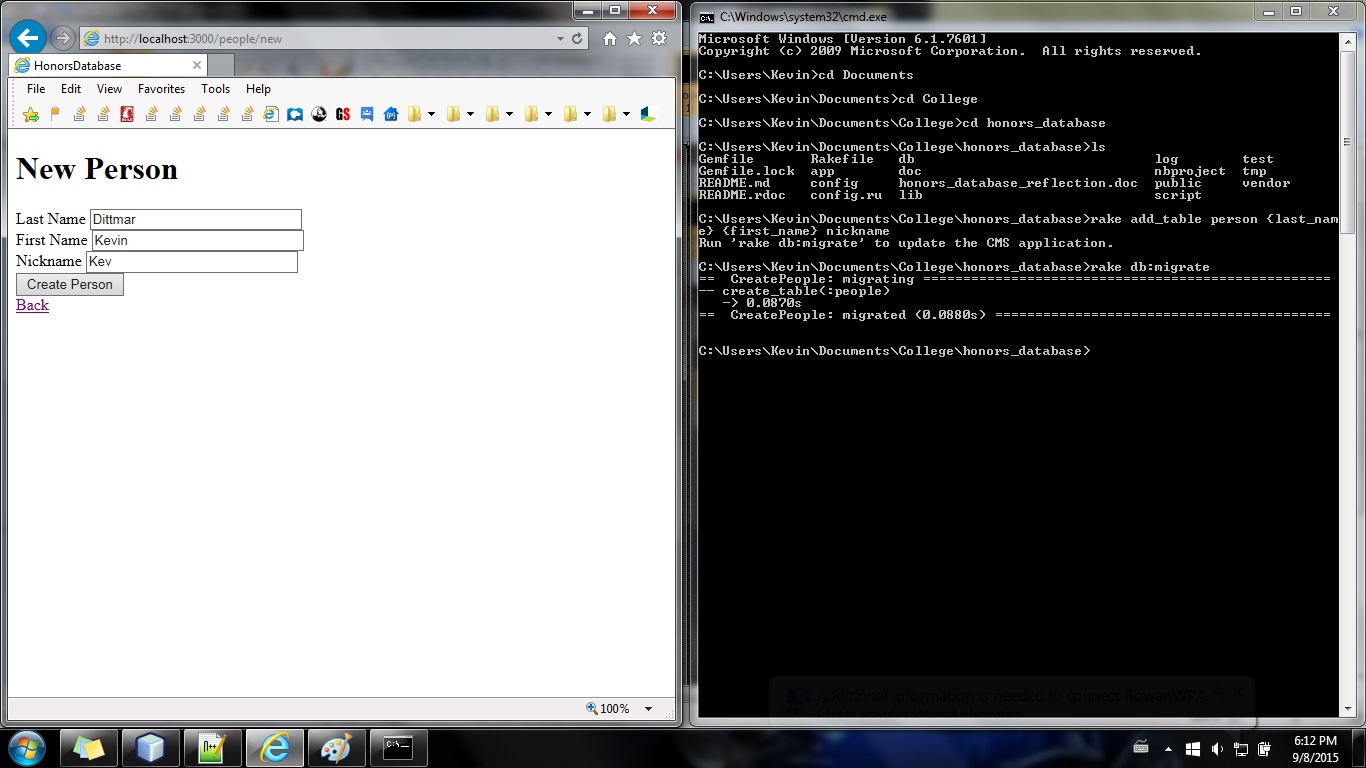 http://localhost:3000/people/new
HonorsDatabase
File Edit View Favorites Tools Help
GS
New Person
Last Name Dittmar
First Name Kevin
Nickname Kev
Create Person
Back
100%
C:\Windows\system32\cmd.exe
Microsoft Windows [Version 6.1.7601]
Copyright (c) 2009 Microsoft Corporation.  All rights reserved.
C:\Users\Kevin>cd Documents
C:\Users\Kevin\Documents>cd College
C:\Users\Kevin\Documents\College>cd honors_database
C:\Users\Kevin\Documents\College\honors_database>ls
Gemfile Rakefile db log test
Gemfile.lock app doc nbproject tmp
README.md config honors_database_reflection.doc public vendor
README.rdoc config.ru lib script
C:\Users\Kevin\Documents\College\honors_database>rake add_table person {last_nam
e} {first_name} nickname
Run 'rake db:migrate' to update the CMS application.
C:\Users\Kevin\Documents\College\honors_database>rake db:migrate
==  CreatePeople: migrating ===================================================
-- create_table(:people)
   -> 0.0870s
==  CreatePeople: migrated (0.0880s) ==========================================
C:\Users\Kevin\Documents\College\honors_database>
Additional information is needed to connect RowanWPA
Click to provide additional information
6:12 PM
9/8/2015